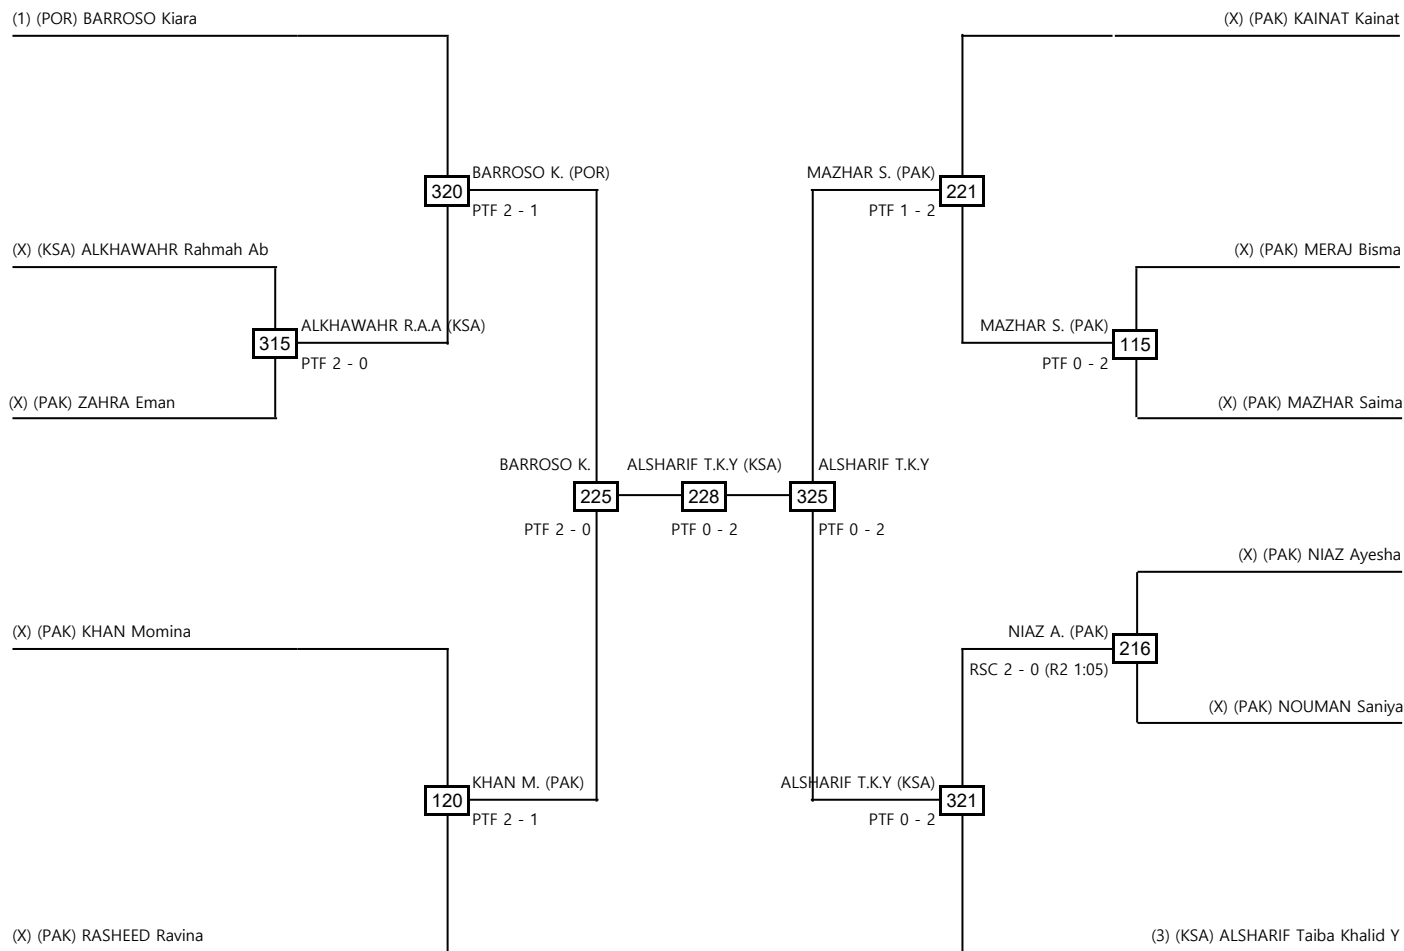 (1) (POR) BARROSO Kiara
(X) (PAK) KAINAT Kainat
BARROSO K. (POR)
320
PTF 2 - 1
MAZHAR S. (PAK)
221
PTF 1 - 2
(X) (KSA) ALKHAWAHR Rahmah Ab
(X) (PAK) MERAJ Bisma
ALKHAWAHR R.A.A (KSA)
315
PTF 2 - 0
MAZHAR S. (PAK)
115
PTF 0 - 2
(X) (PAK) ZAHRA Eman
(X) (PAK) MAZHAR Saima
BARROSO K.
225
PTF 2 - 0
ALSHARIF T.K.Y (KSA)
228
PTF 0 - 2
ALSHARIF T.K.Y
325
PTF 0 - 2
(X) (PAK) NIAZ Ayesha
(X) (PAK) KHAN Momina
NIAZ A. (PAK)
216
RSC 2 - 0 (R2 1:05)
(X) (PAK) NOUMAN Saniya
KHAN M. (PAK)
120
PTF 2 - 1
ALSHARIF T.K.Y (KSA)
321
PTF 0 - 2
(X) (PAK) RASHEED Ravina
(3) (KSA) ALSHARIF Taiba Khalid Y